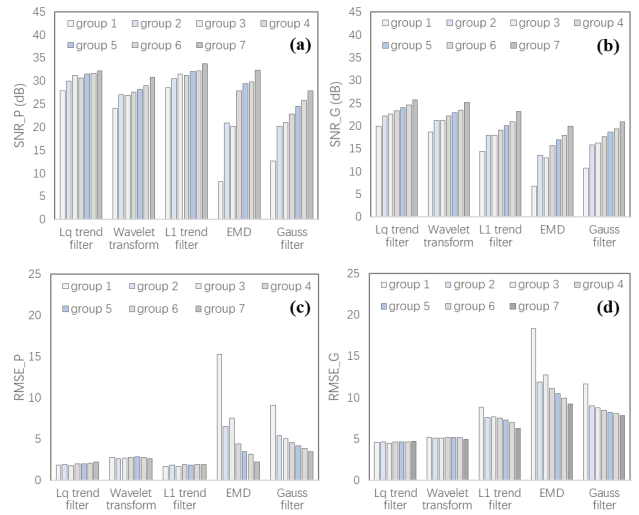 45
40
35
30
25
20
15
10
5
0
SNR_P (dB)
group 1 group 2 group 3 group 4
group 5 group 6 group 7
(a)
Lq trend filter
Wavelet transform
L1 trend filter
EMD
Gauss filter
45
40
35
30
25
20
15
10
5
0
SNR_G (dB)
group 1 group 2 group 3 group 4
group 5 group 6 group 7
(b)
Lq trend filter
Wavelet transform
L1 trend filter
EMD
Gauss filter
25
20
15
10
5
0
RMSE_P
group 1 group 2 group 3 group 4
group 5 group 6 group 7
(c)
Lq trend filter
Wavelet transform
L1 trend filter
EMD
Gauss filter
25
20
15
10
5
0
RMSE_G
group 1 group 2 group 3 group 4
group 5 group 6 group 7
(d)
Lq trend filter
Wavelet transform
L1 trend filter
EMD
Gauss filter